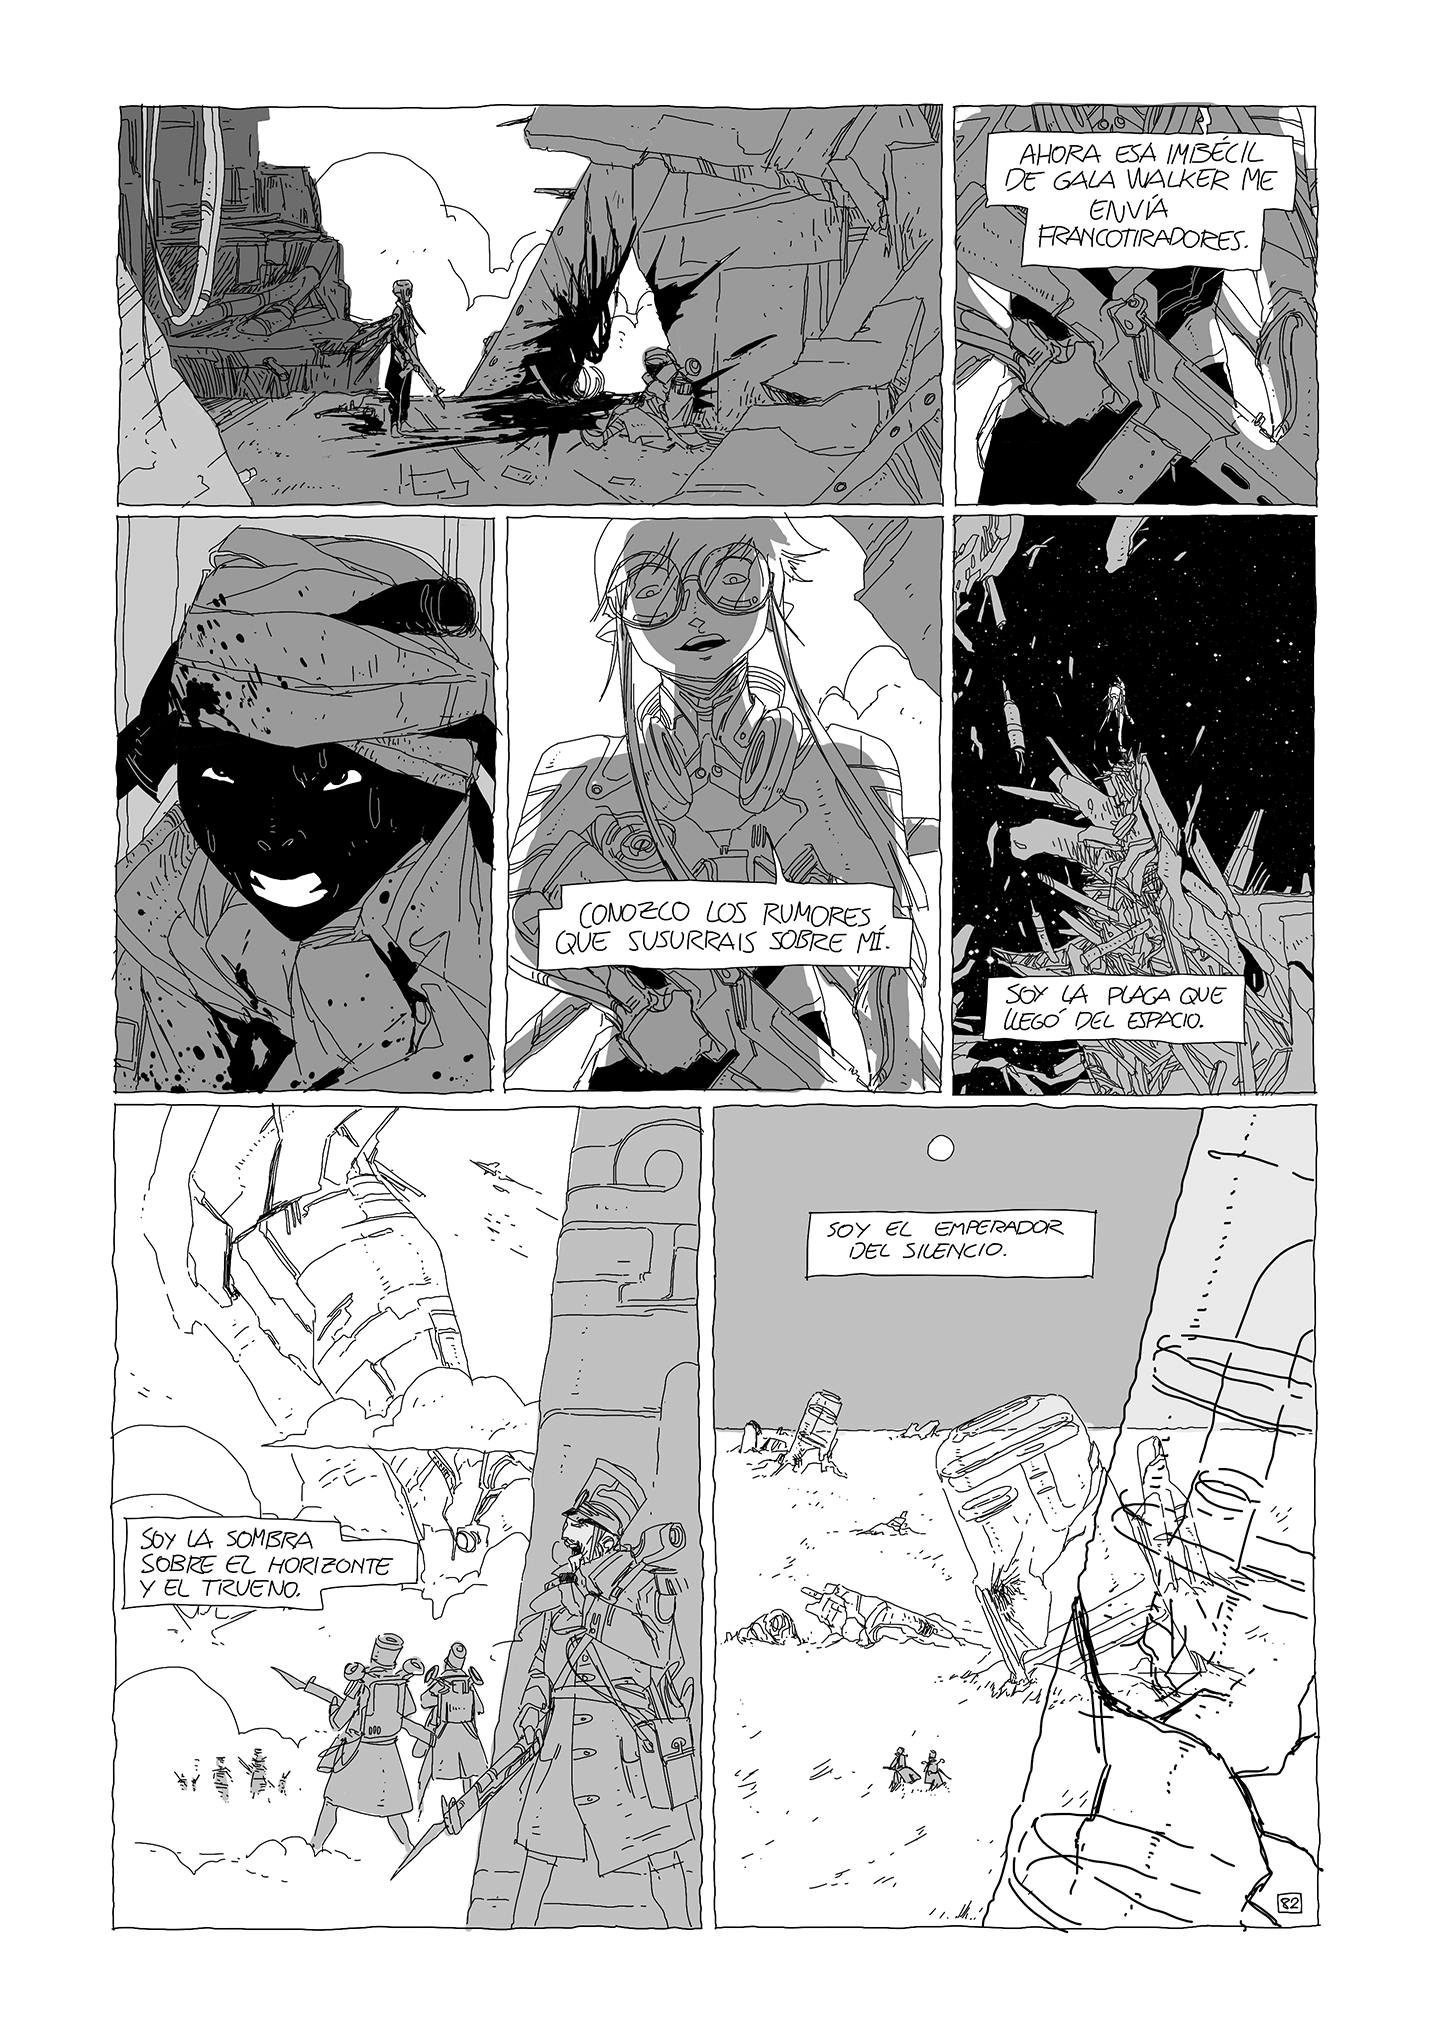 AHORA ESA IMBÉCIL
DE GALA WALKER ME
ENVÍA
FRANCOTIRADORES.
CONOZCO LOS RUMORES
QUE SUSURRAIS SOBRE MÍ.
SOY LA PLAGA QUE
LLEGÓ DEL ESPACIO.
SOY LA SOMBRA
SOBRE EL HORIZONTE
Y EL TRUENO.
SOY EL EMPERADOR
DEL SILENCIO.
82